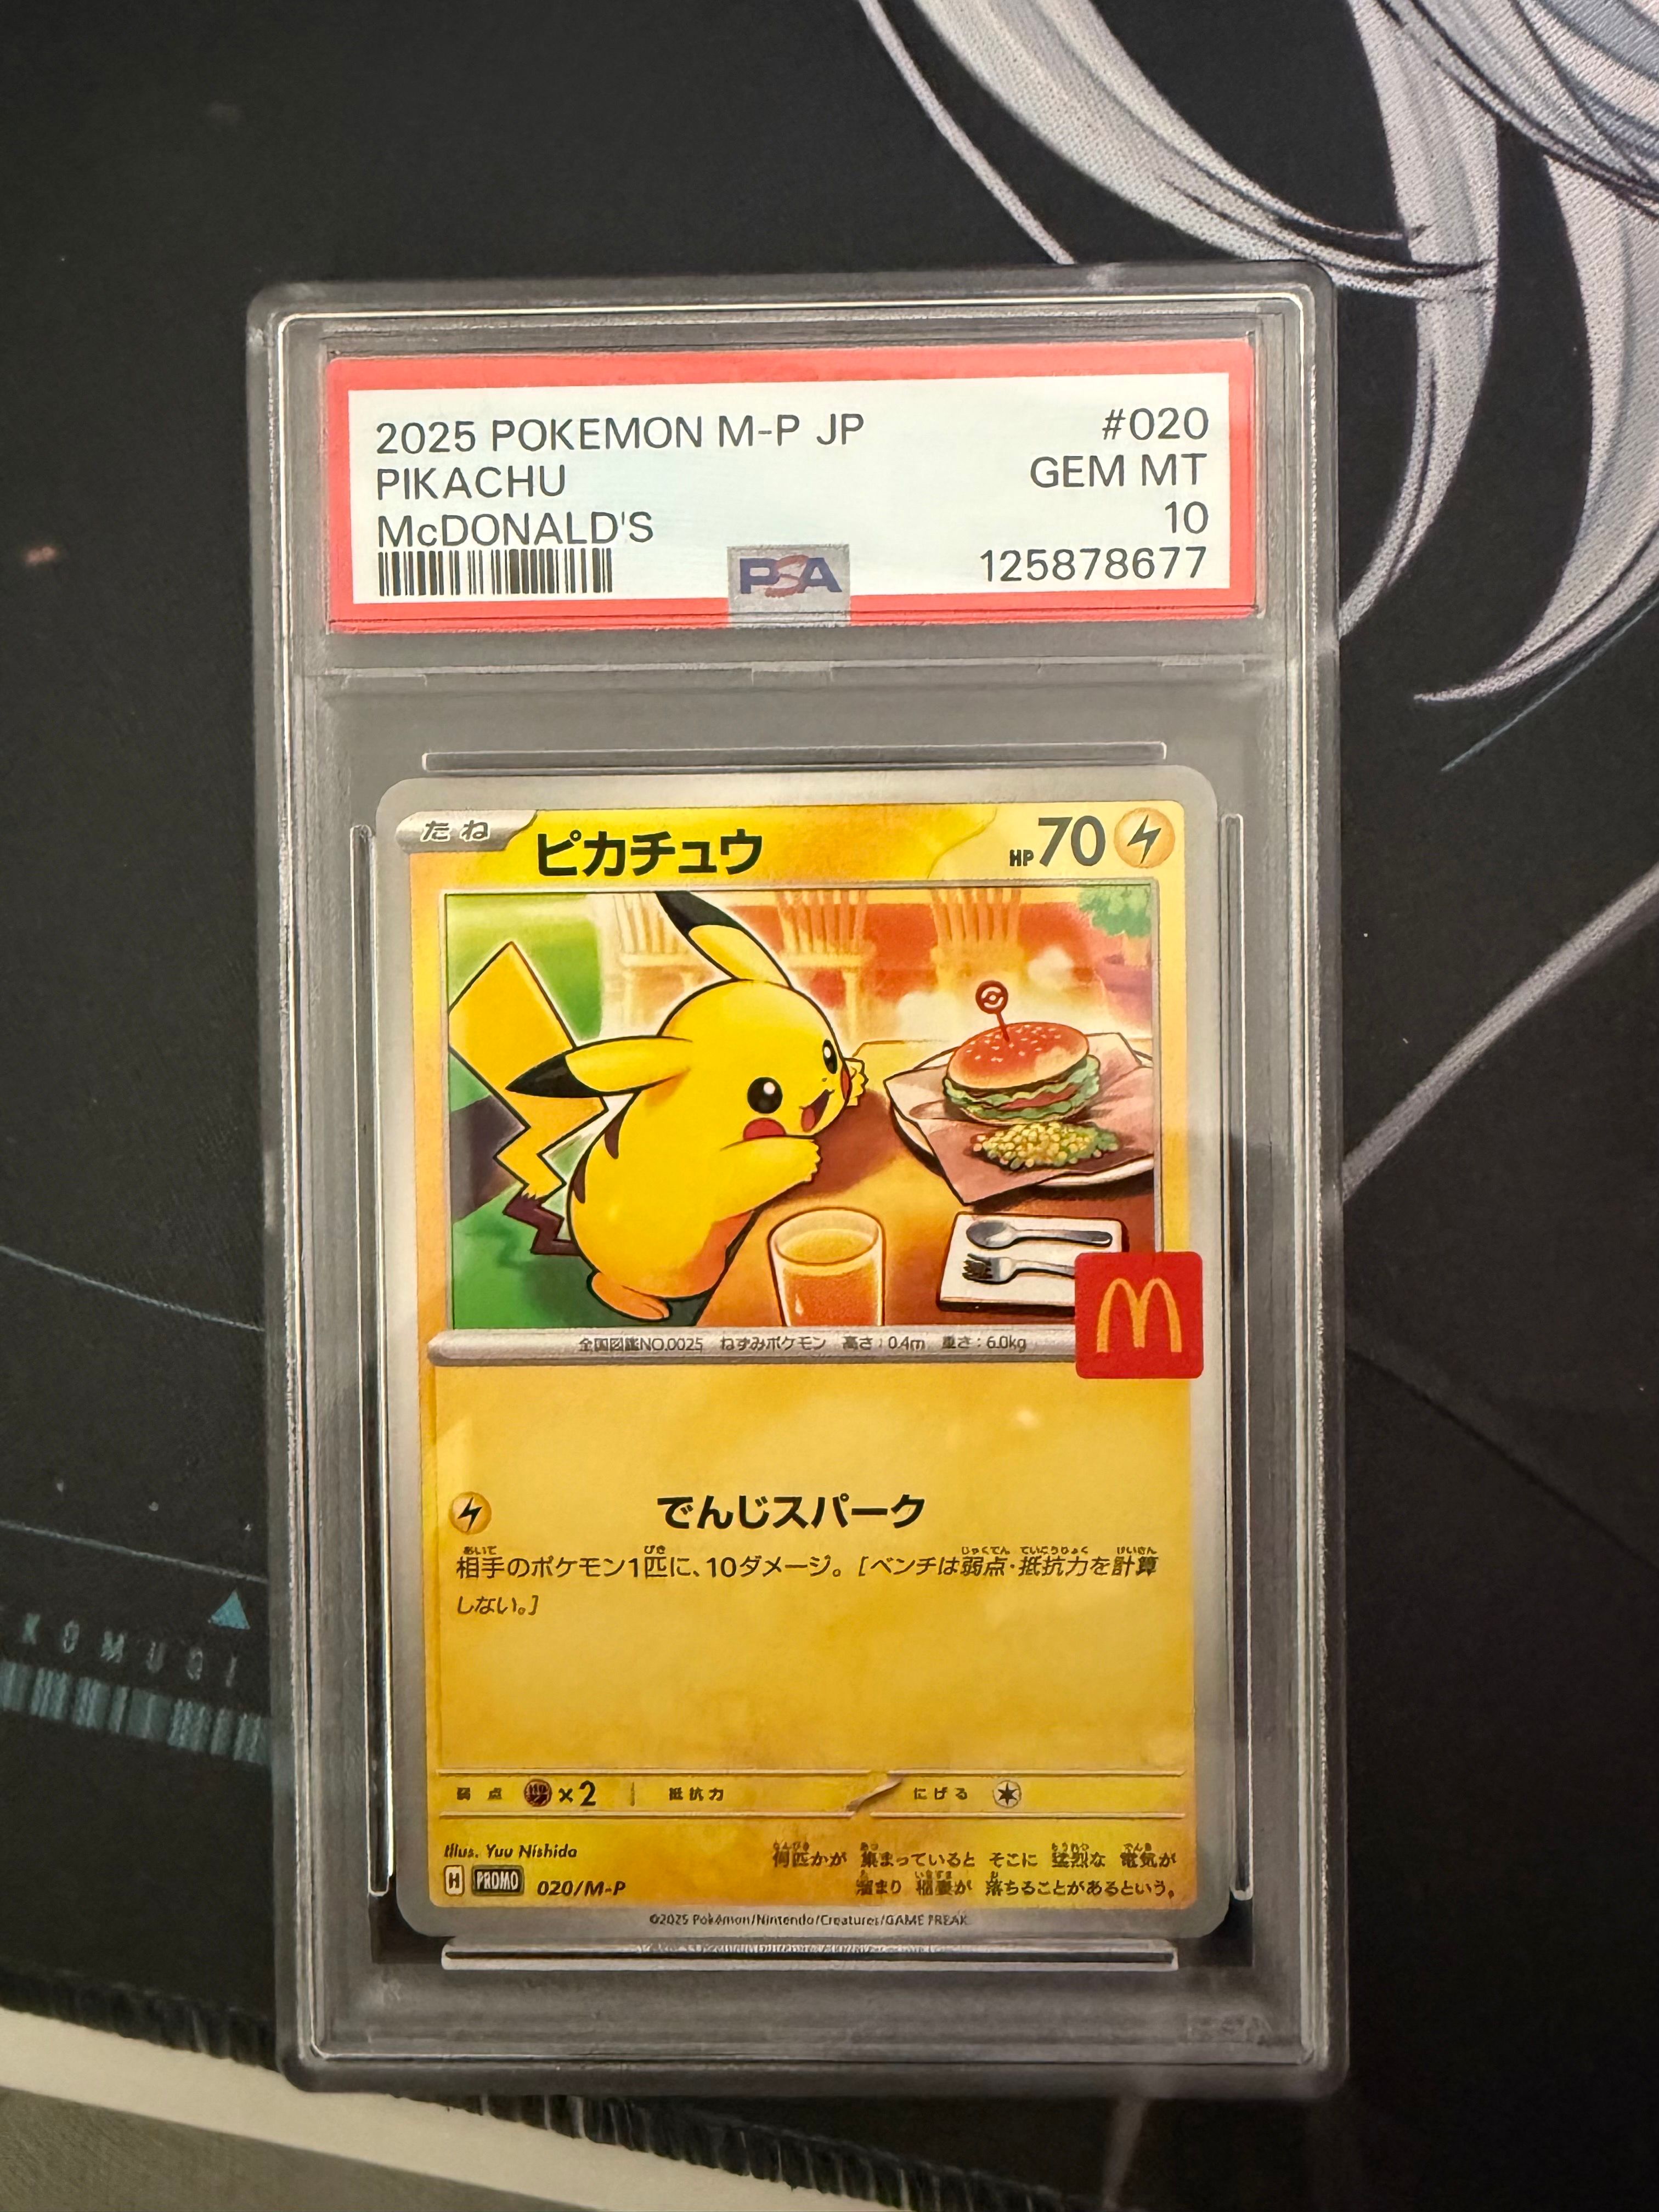 2025 POKEMON M-P JP #020
PIKACHU GEM MT
McDONALD'S 10
PSA 125878677
たね ピカチュウ HP70
全国図鑑NO.0025 ねずみポケモン 高さ:0.4m 重さ:6.0kg
でんじスパーク
相手のポケモン1匹に、10ダメージ。[ベンチは弱点・抵抗力を計算
しない。]
弱点 ×2 抵抗力 にげる
Illus. Yuu Nishida
何匹かが 集まっていると そこに 猛烈な 電気が
溜まり 稲妻が 落ちることがあるという。
H PROMO 020/M-P
©2025 Pokémon/Nintendo/Creatures/GAME FREAK
KOMUGI